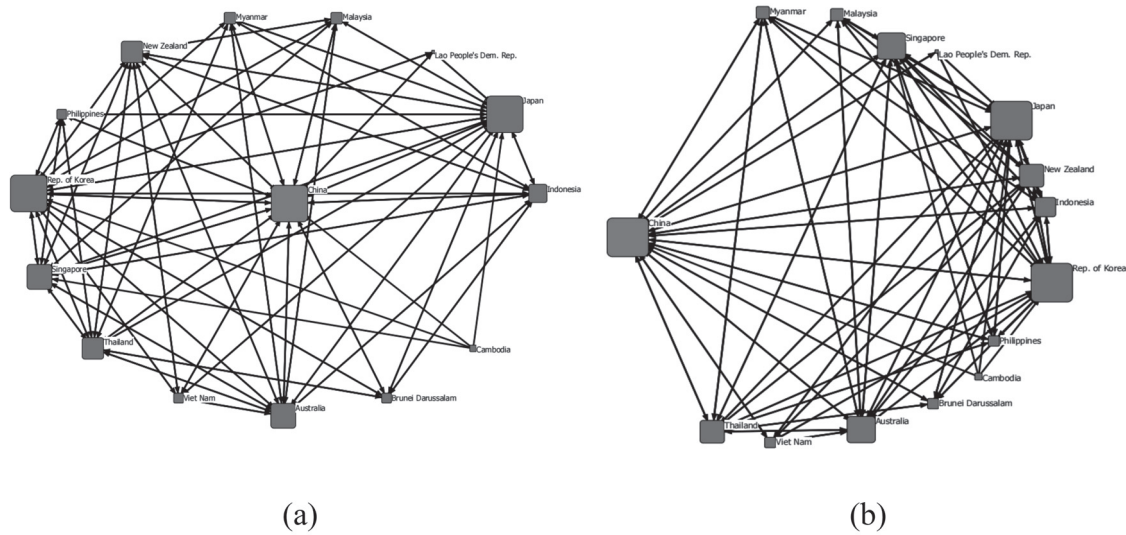 Myanmar
Malaysia
New Zealand
Lao People's Dem. Rep.
Japan
Philippines
Rep. of Korea
China
Indonesia
Singapore
Thailand
Cambodia
Viet Nam
Australia
Brunei Darussalam
(a)
Myanmar
Malaysia
Singapore
Lao People's Dem. Rep.
Japan
New Zealand
Indonesia
China
Rep. of Korea
Philippines
Cambodia
Brunei Darussalam
Thailand
Australia
Viet Nam
(b)